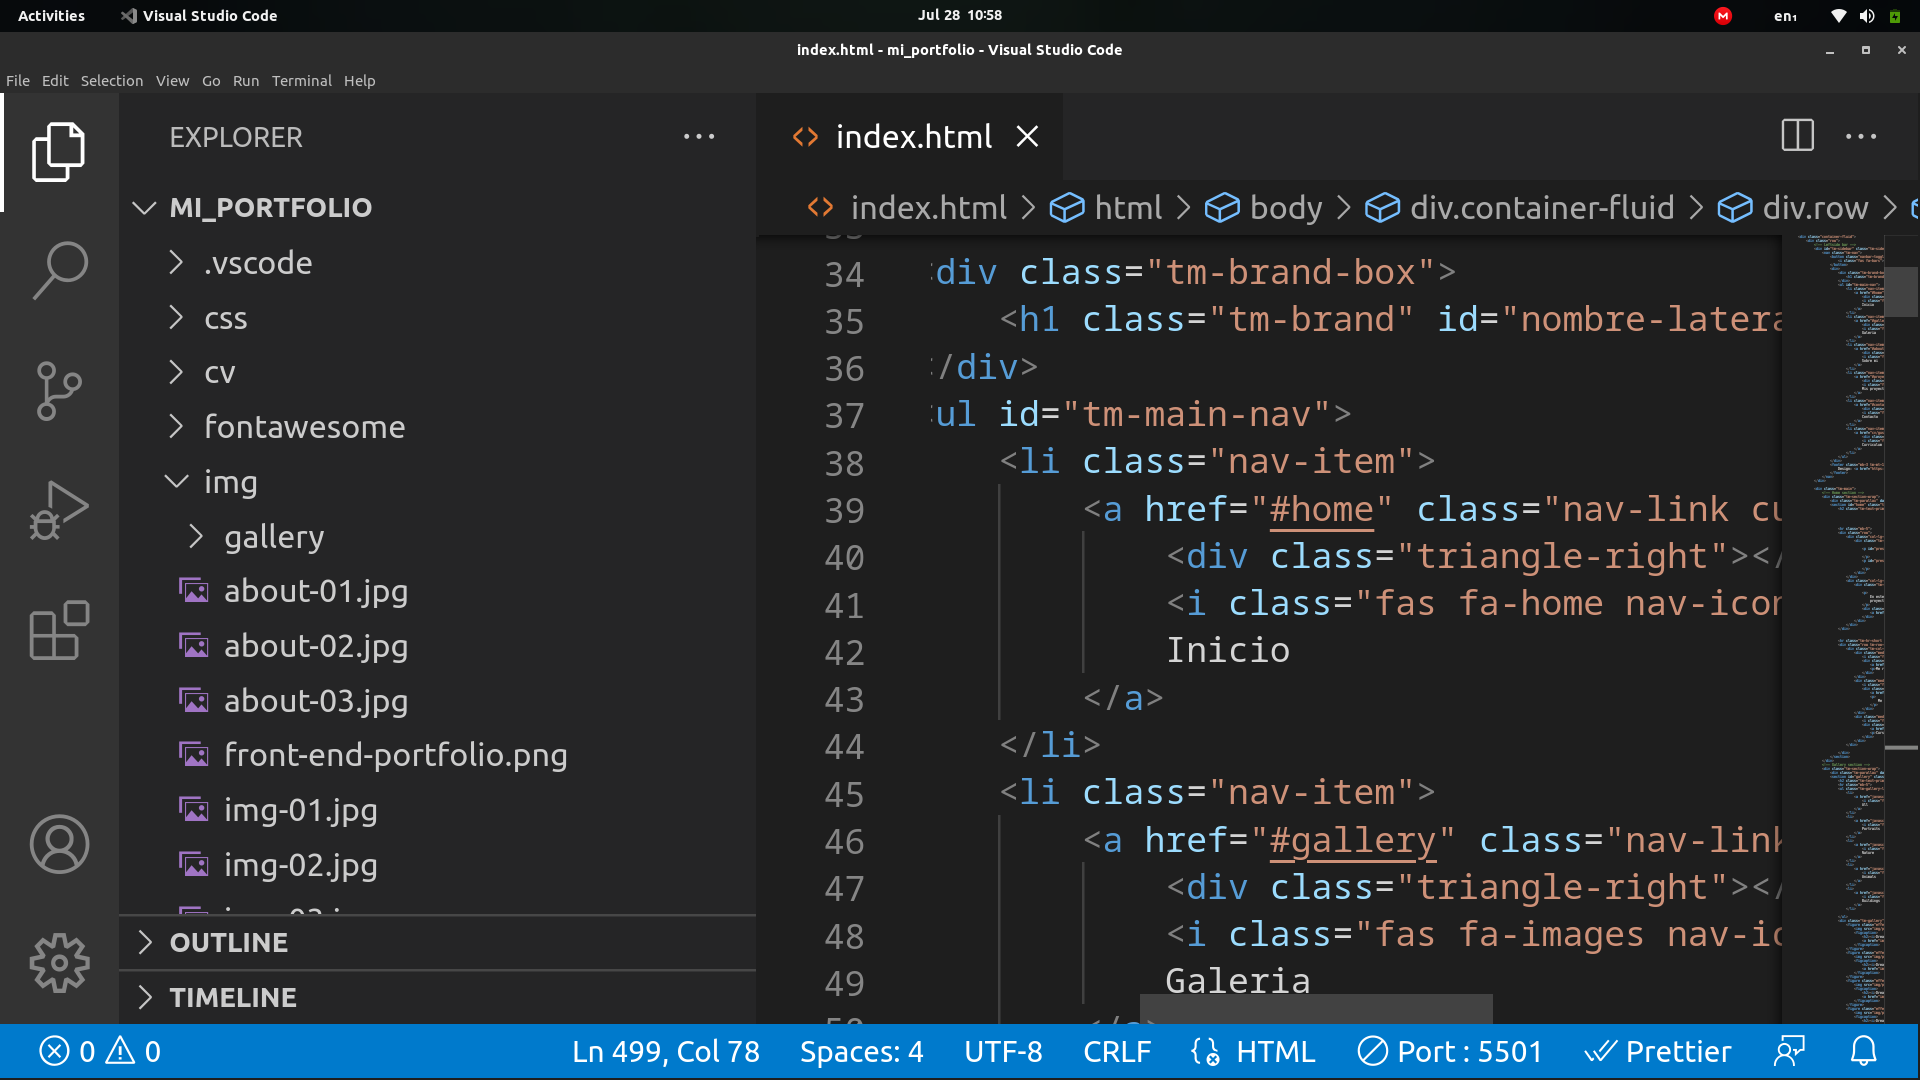 Activities Visual Studio Code Jul 28 10:58 en₁
index.html - mi_portfolio - Visual Studio Code
File Edit Selection View Go Run Terminal Help
EXPLORER
MI_PORTFOLIO
.vscode
css
cv
fontawesome
img
gallery
about-01.jpg
about-02.jpg
about-03.jpg
front-end-portfolio.png
img-01.jpg
img-02.jpg
OUTLINE
TIMELINE
index.html
index.html > html > body > div.container-fluid > div.row >
34 div class="tm-brand-box">
35 <h1 class="tm-brand" id="nombre-latera
36 /div>
37 ul id="tm-main-nav">
38 <li class="nav-item">
39 <a href="#home" class="nav-link cu
40 <div class="triangle-right"></
41 <i class="fas fa-home nav-icon
42 Inicio
43 </a>
44 </li>
45 <li class="nav-item">
46 <a href="#gallery" class="nav-link
47 <div class="triangle-right"></
48 <i class="fas fa-images nav-ic
49 Galeria
0 0 Ln 499, Col 78 Spaces: 4 UTF-8 CRLF HTML Port : 5501 Prettier